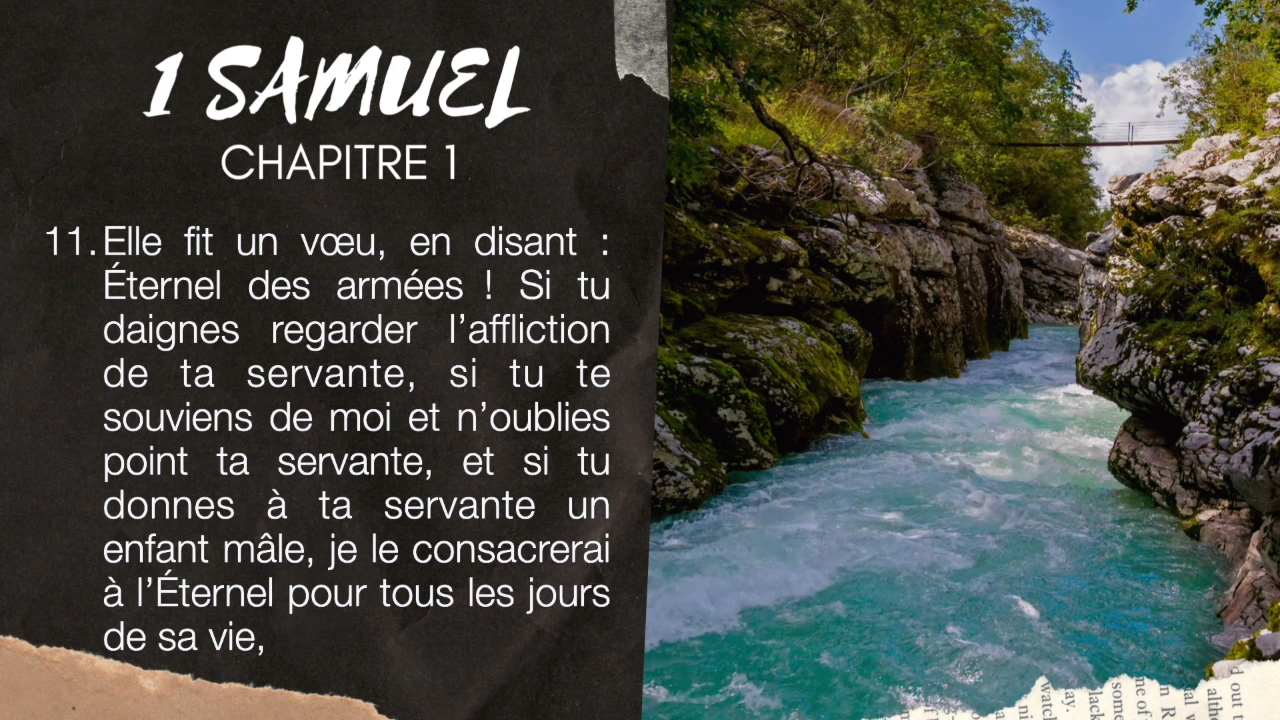 1 SAMUEL
CHAPITRE 1
11. Elle fit un vœu, en disant :
Éternel des armées ! Si tu
daignes regarder l’affliction
de ta servante, si tu te
souviens de moi et n’oublies
point ta servante, et si tu
donnes à ta servante un
enfant mâle, je le consacrerai
à l’Éternel pour tous les jours
de sa vie,